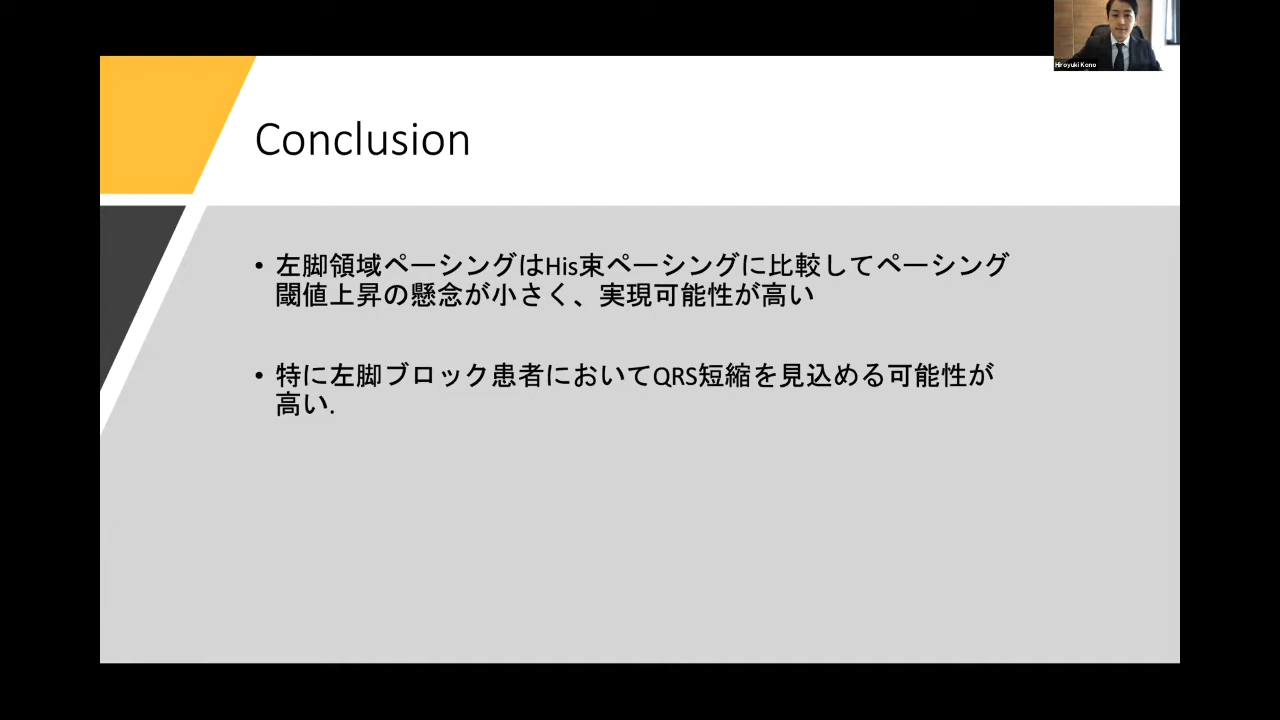 Hiroyuki Kono
Conclusion
• 左脚領域ペーシングはHis束ペーシングに比較してペーシング
閾値上昇の懸念が小さく、実現可能性が高い
• 特に左脚ブロック患者においてQRS短縮を見込める可能性が
高い.